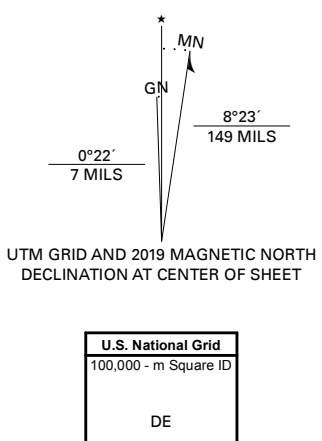 ★
MN
GN
8°23´
149 MILS
0°22´
7 MILS
UTM GRID AND 2019 MAGNETIC NORTH
DECLINATION AT CENTER OF SHEET
U.S. National Grid
100,000 - m Square ID
DE